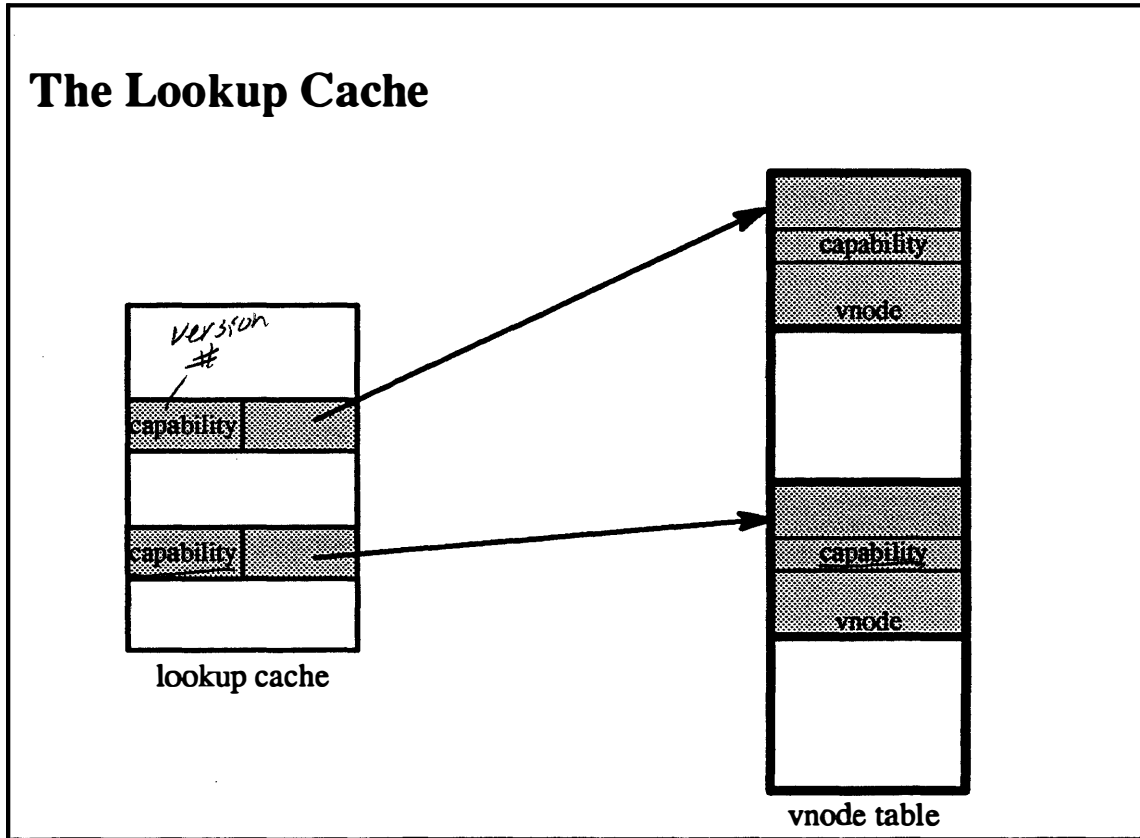 The Lookup Cache
capability
vnode
version
#
capability
capability
capability
vnode
lookup cache
vnode table